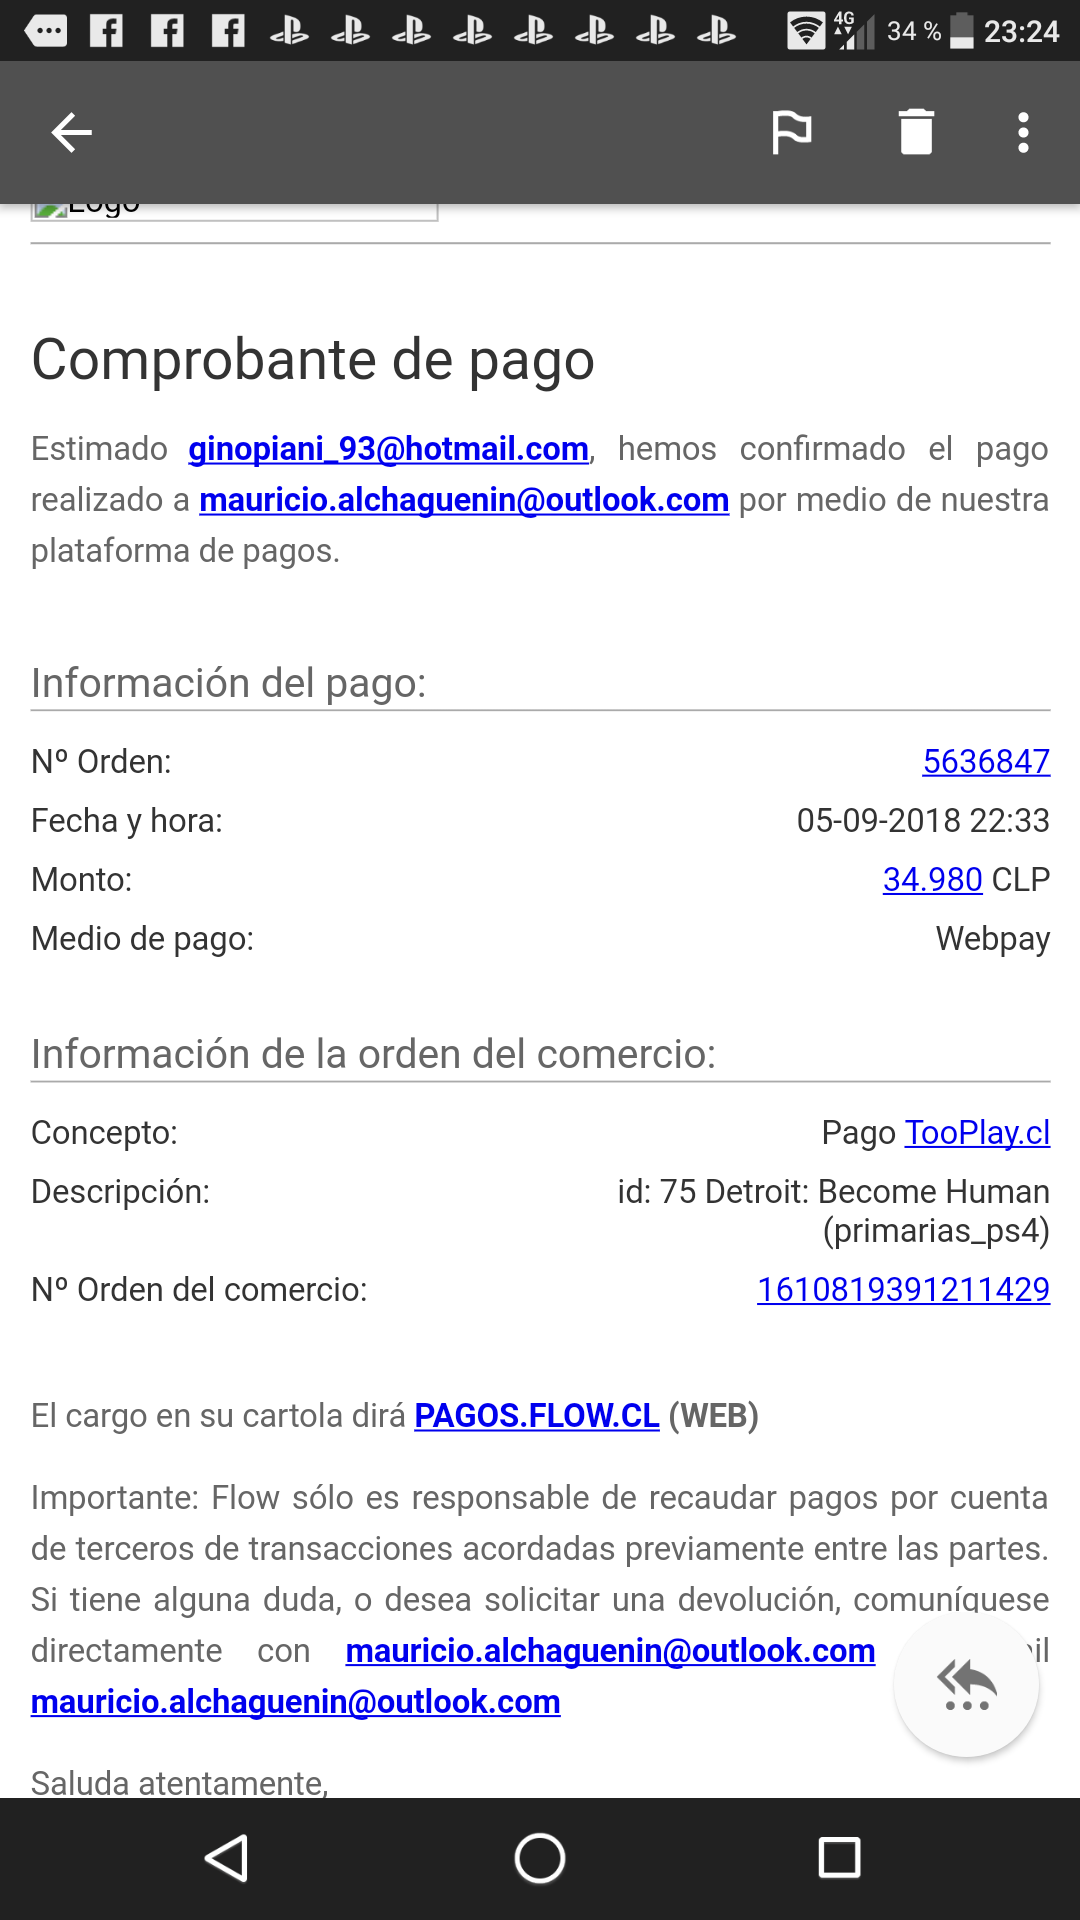 4G 34 % 23:24
Logo
Comprobante de pago
Estimado ginopiani_93@hotmail.com, hemos confirmado el pago
realizado a mauricio.alchaguenin@outlook.com por medio de nuestra
plataforma de pagos.
Información del pago:
Nº Orden: 5636847
Fecha y hora: 05-09-2018 22:33
Monto: 34.980 CLP
Medio de pago: Webpay
Información de la orden del comercio:
Concepto: Pago TooPlay.cl
Descripción: id: 75 Detroit: Become Human
(primarias_ps4)
Nº Orden del comercio: 1610819391211429
El cargo en su cartola dirá PAGOS.FLOW.CL (WEB)
Importante: Flow sólo es responsable de recaudar pagos por cuenta
de terceros de transacciones acordadas previamente entre las partes.
Si tiene alguna duda, o desea solicitar una devolución, comuníquese
directamente con mauricio.alchaguenin@outlook.com
mauricio.alchaguenin@outlook.com
Saluda atentamente,